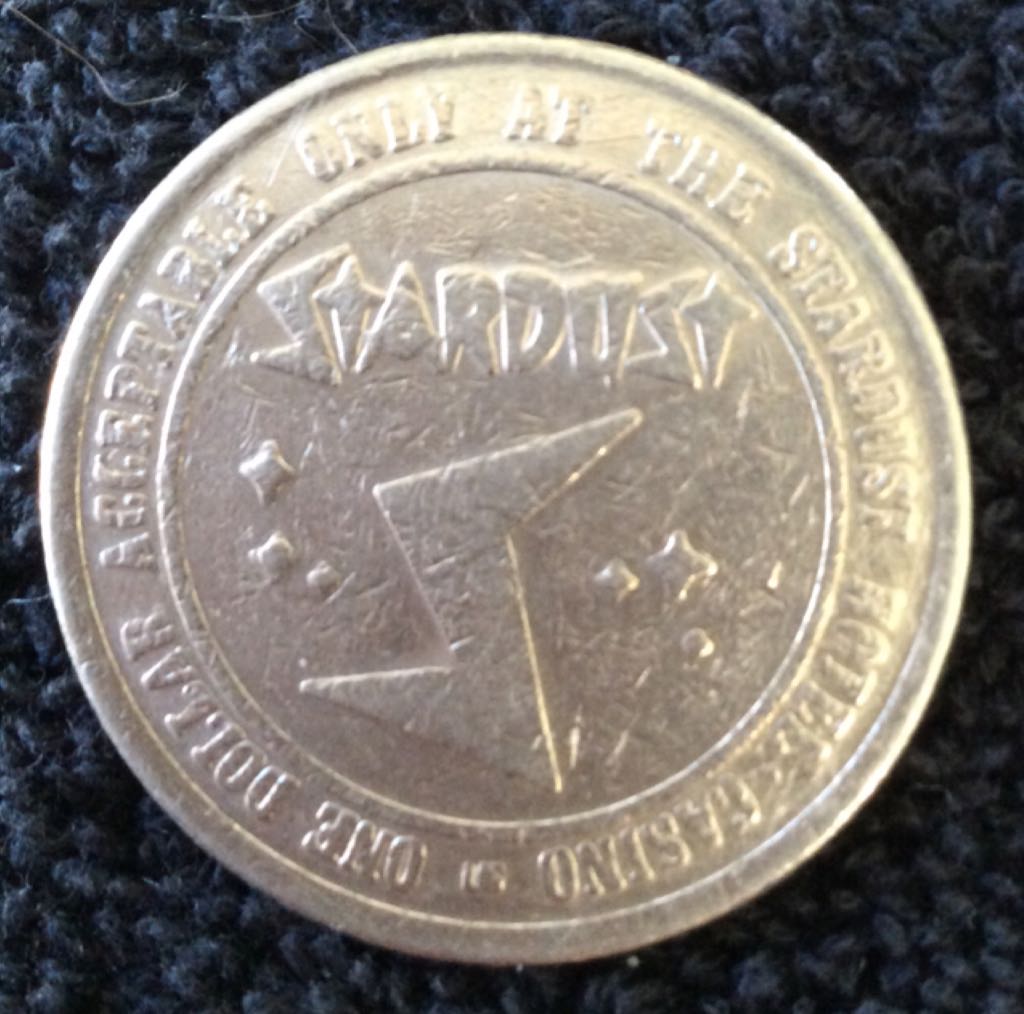 ONE DOLLAR ACCEPTABLE ONLY AT THE STARDUST HOTEL CASINO
STARDUST